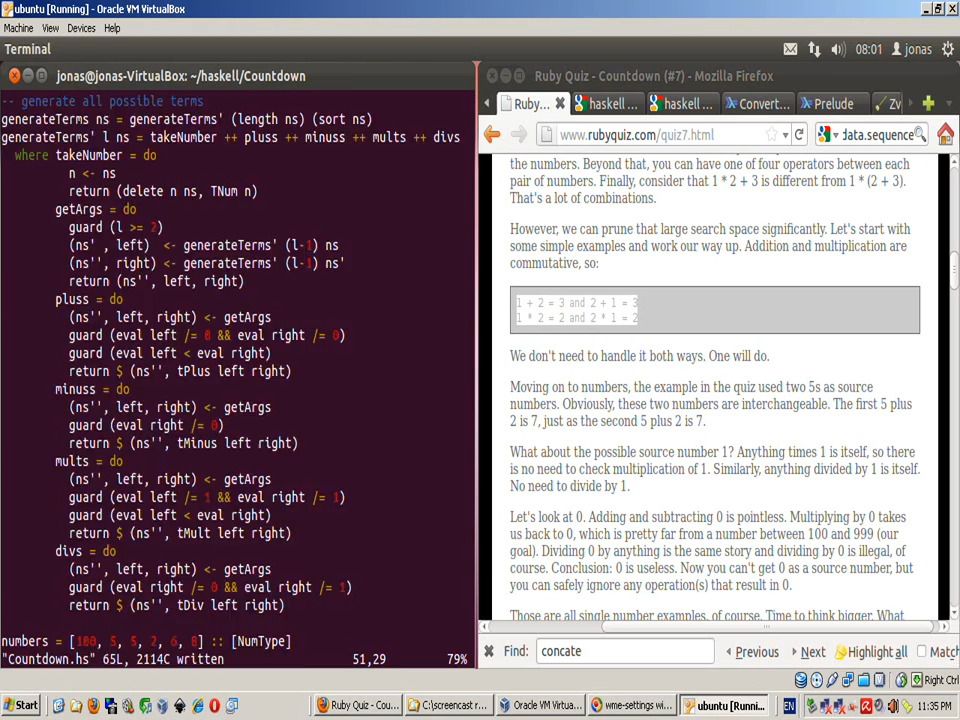 ubuntu [Running] - Oracle VM VirtualBox
Machine View Devices Help
Terminal
08:01 jonas
jonas@jonas-VirtualBox: ~/haskell/Countdown
-- generate all possible terms
generateTerms ns = generateTerms' (length ns) (sort ns)
generateTerms' l ns = takeNumber ++ pluss ++ minuss ++ mults ++ divs
where takeNumber = do
n <- ns
return (delete n ns, TNum n)
getArgs = do
guard (l >= 2)
(ns' , left) <- generateTerms' (l-1) ns
(ns'', right) <- generateTerms' (l-1) ns'
return (ns'', left, right)
pluss = do
(ns'', left, right) <- getArgs
guard (eval left /= 0 && eval right /= 0)
guard (eval left < eval right)
return $ (ns'', tPlus left right)
minuss = do
(ns'', left, right) <- getArgs
guard (eval right /= 0)
return $ (ns'', tMinus left right)
mults = do
(ns'', left, right) <- getArgs
guard (eval left /= 1 && eval right /= 1)
guard (eval left < eval right)
return $ (ns'', tMult left right)
divs = do
(ns'', left, right) <- getArgs
guard (eval right /= 0 && eval right /= 1)
return $ (ns'', tDiv left right)
numbers = [100, 5, 5, 2, 6, 8] :: [NumType]
"Countdown.hs" 65L, 2114C written 51,29 79%
Ruby Quiz - Countdown (#7) - Mozilla Firefox
Ruby... haskell ... haskell ... Convert... Prelude Zv
www.rubyquiz.com/quiz7.html data.sequence
the numbers. Beyond that, you can have one of four operators between each
pair of numbers. Finally, consider that 1 * 2 + 3 is different from 1 * (2 + 3).
That's a lot of combinations.
However, we can prune that large search space significantly. Let's start with
some simple examples and work our way up. Addition and multiplication are
commutative, so:
1 + 2 = 3 and 2 + 1 = 3
1 * 2 = 2 and 2 * 1 = 2
We don't need to handle it both ways. One will do.
Moving on to numbers, the example in the quiz used two 5s as source
numbers. Obviously, these two numbers are interchangeable. The first 5 plus
2 is 7, just as the second 5 plus 2 is 7.
What about the possible source number 1? Anything times 1 is itself, so there
is no need to check multiplication of 1. Similarly, anything divided by 1 is itself.
No need to divide by 1.
Let's look at 0. Adding and subtracting 0 is pointless. Multiplying by 0 takes
us back to 0, which is pretty far from a number between 100 and 999 (our
goal). Dividing 0 by anything is the same story and dividing by 0 is illegal, of
course. Conclusion: 0 is useless. Now you can't get 0 as a source number, but
you can safely ignore any operation(s) that result in 0.
Those are all single number examples, of course. Time to think bigger. What
Find: concate Previous Next Highlight all Match
Right Ctrl
Start Ruby Quiz - Cou... C:\screencast r... Oracle VM Virtua... wme-settings wi... ubuntu [Runni... EN 11:35 PM